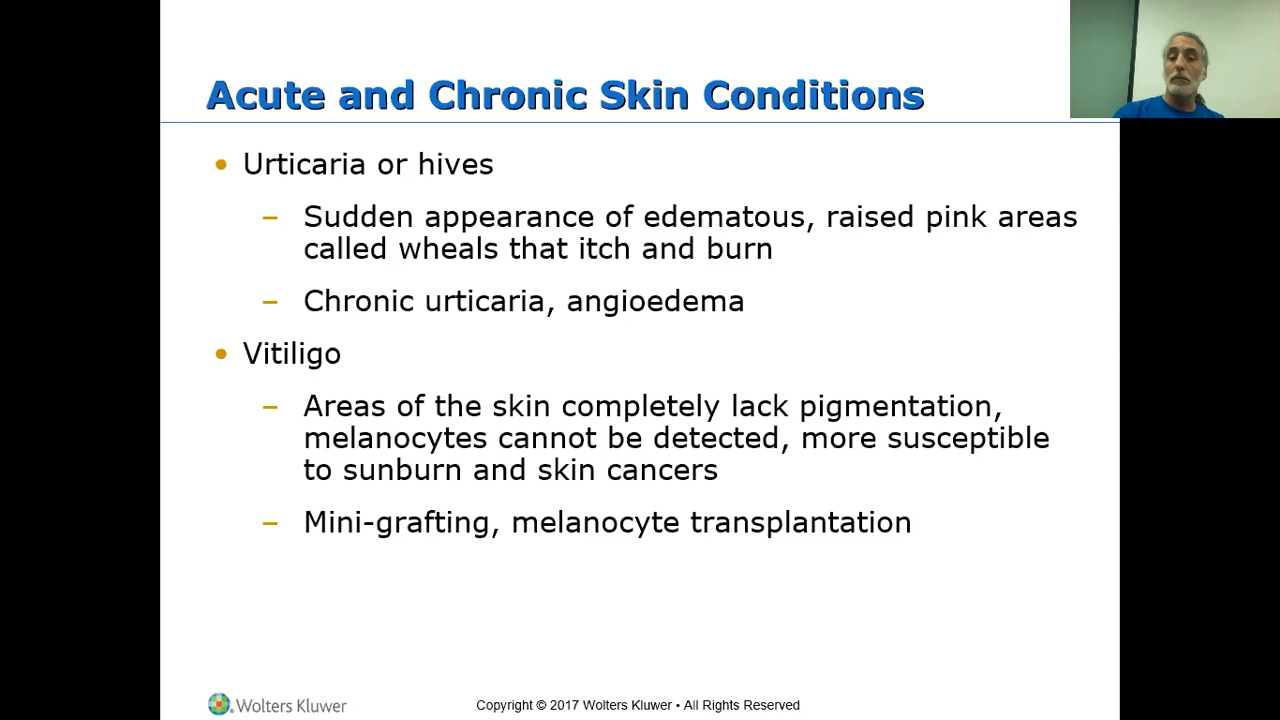 Acute and Chronic Skin Conditions
• Urticaria or hives
– Sudden appearance of edematous, raised pink areas
called wheals that itch and burn
– Chronic urticaria, angioedema
• Vitiligo
– Areas of the skin completely lack pigmentation,
melanocytes cannot be detected, more susceptible
to sunburn and skin cancers
– Mini-grafting, melanocyte transplantation
Wolters Kluwer
Copyright © 2017 Wolters Kluwer • All Rights Reserved